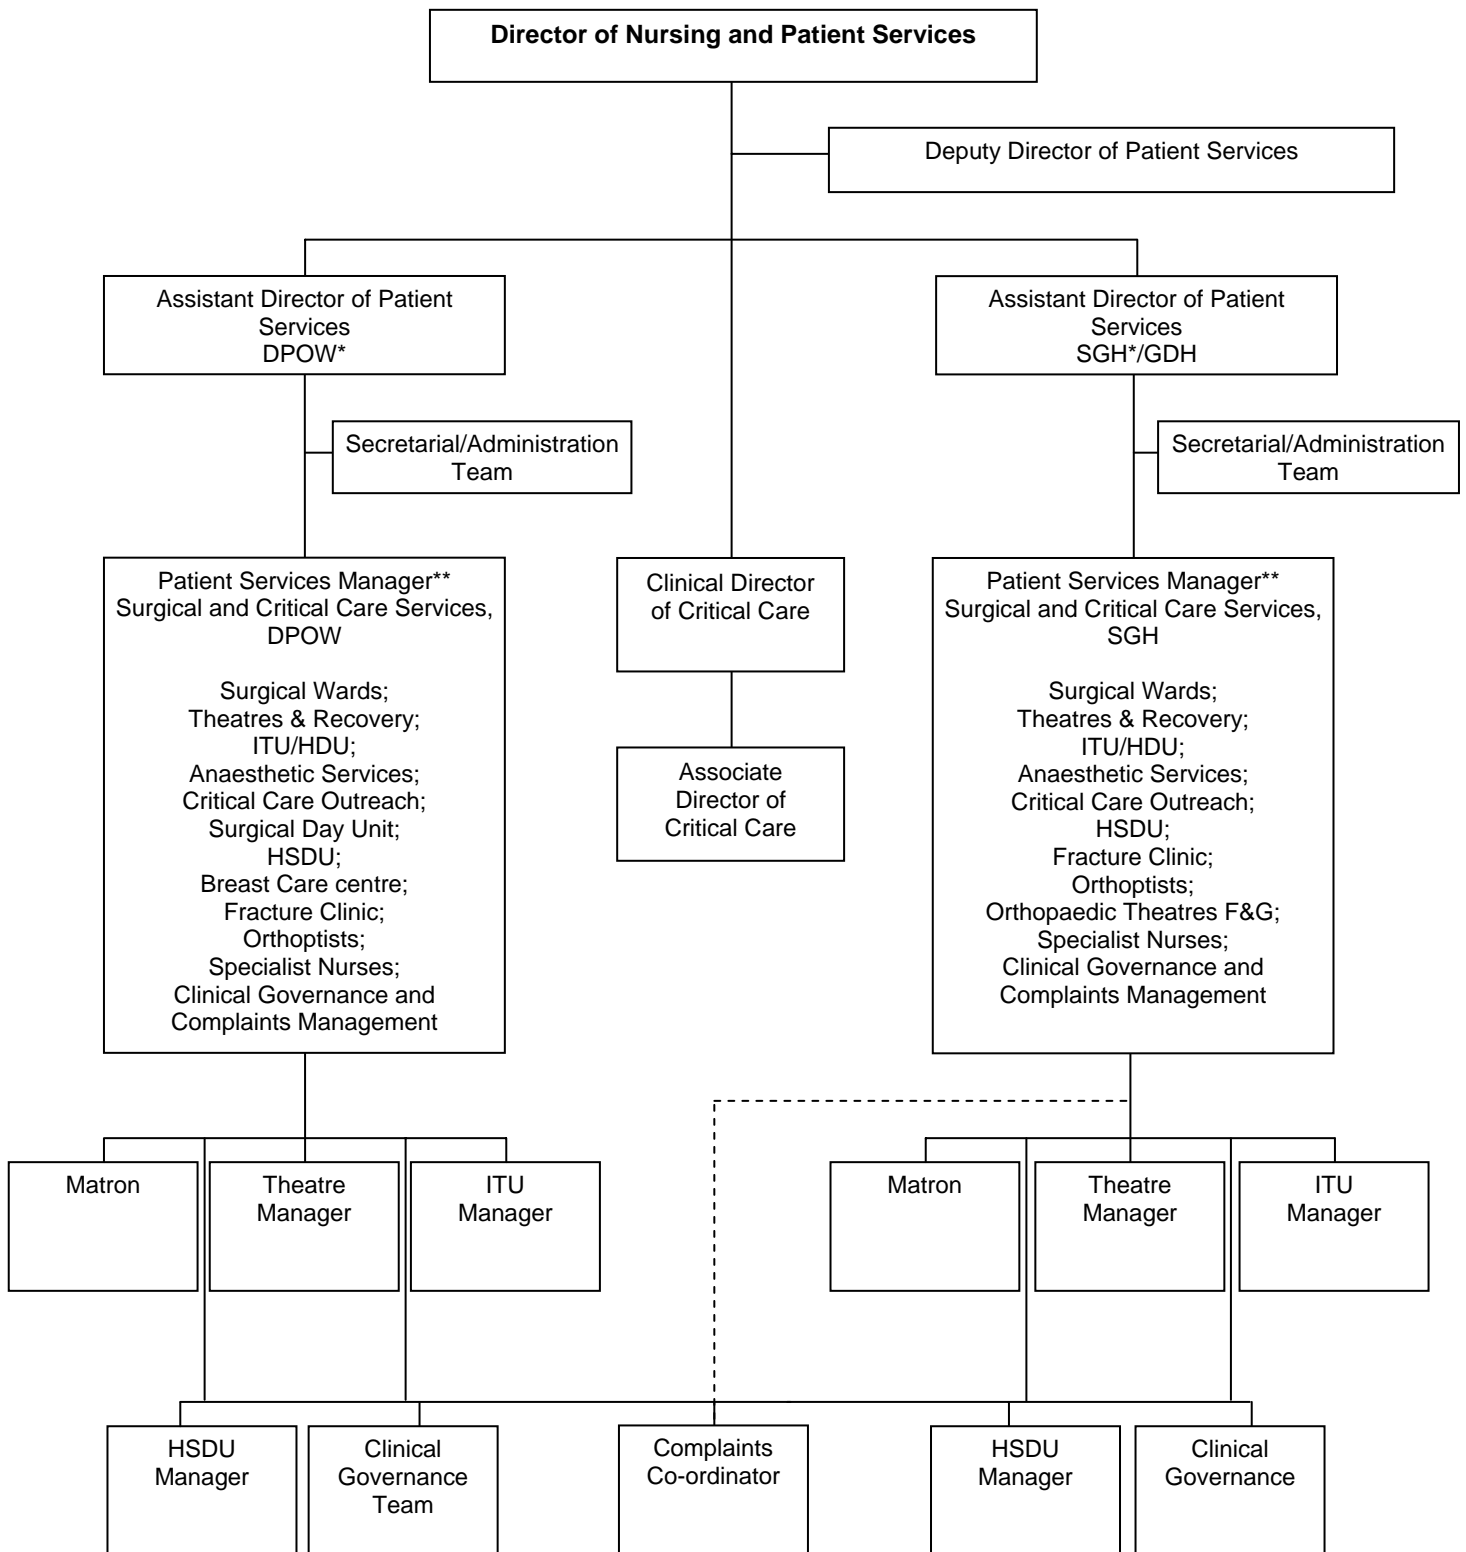 Director of Nursing and Patient Services
Deputy Director of Patient Services
Assistant Director of Patient
Services
DPOW*
Assistant Director of Patient
Services
SGH*/GDH
Secretarial/Administration
Team
Secretarial/Administration
Team
Patient Services Manager**
Surgical and Critical Care Services,
DPOW
Surgical Wards;
Theatres & Recovery;
ITU/HDU;
Anaesthetic Services;
Critical Care Outreach;
Surgical Day Unit;
HSDU;
Breast Care centre;
Fracture Clinic;
Orthoptists;
Specialist Nurses;
Clinical Governance and
Complaints Management
Clinical Director
of Critical Care
Associate
Director of
Critical Care
Patient Services Manager**
Surgical and Critical Care Services,
SGH
Surgical Wards;
Theatres & Recovery;
ITU/HDU;
Anaesthetic Services;
Critical Care Outreach;
HSDU;
Fracture Clinic;
Orthoptists;
Orthopaedic Theatres F&G;
Specialist Nurses;
Clinical Governance and
Complaints Management
Matron
Theatre
Manager
ITU
Manager
Matron
Theatre
Manager
ITU
Manager
HSDU
Manager
Clinical
Governance
Team
Complaints
Co-ordinator
HSDU
Manager
Clinical
Governance